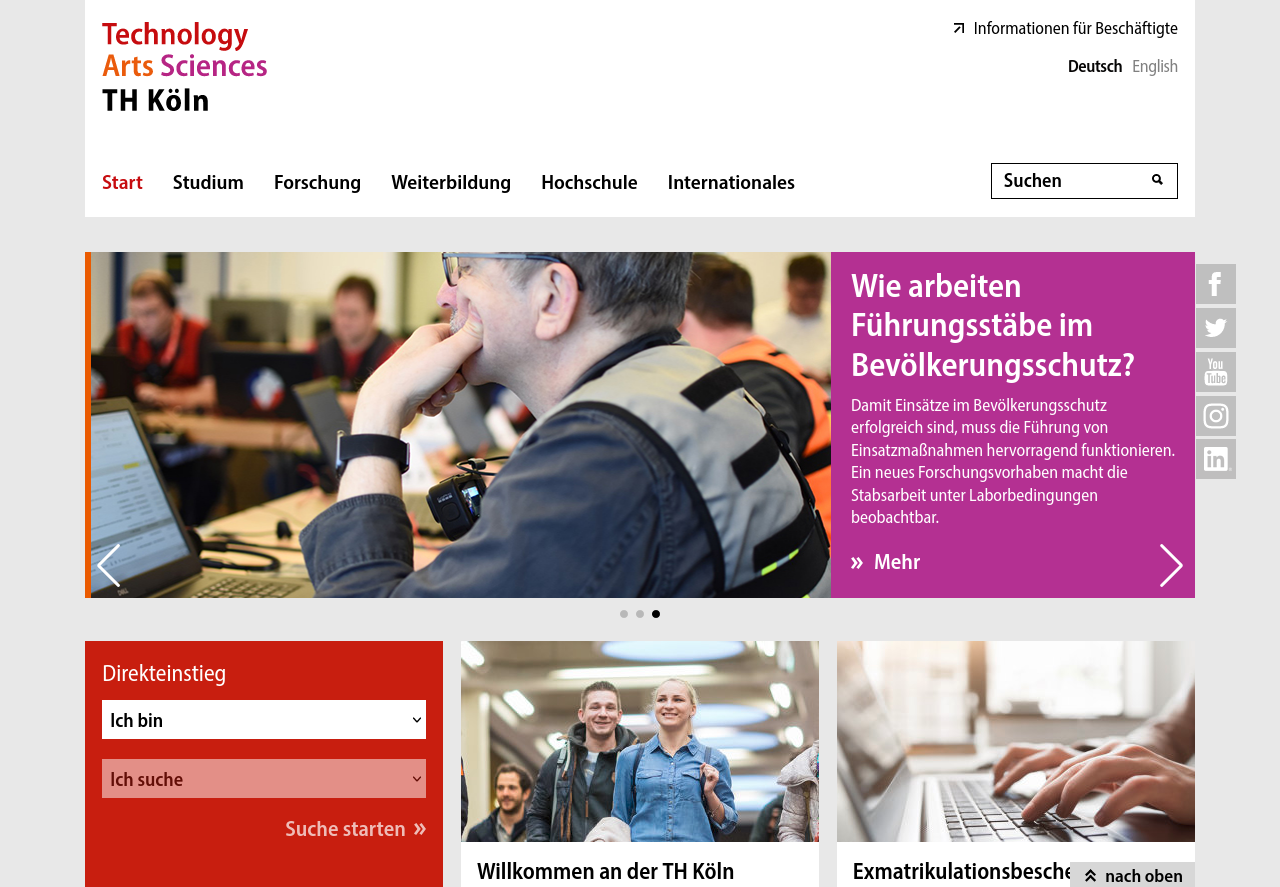 Technology
Arts Sciences
TH Köln
Informationen für Beschäftigte
Deutsch English
Start Studium Forschung Weiterbildung Hochschule Internationales
Suchen
Wie arbeiten
Führungsstäbe im
Bevölkerungsschutz?
Damit Einsätze im Bevölkerungsschutz
erfolgreich sind, muss die Führung von
Einsatzmaßnahmen hervorragend funktionieren.
Ein neues Forschungsvorhaben macht die
Stabsarbeit unter Laborbedingungen
beobachtbar.
» Mehr
You
Tube
in
Direkteinstieg
Ich bin
Ich suche
Suche starten »
Willkommen an der TH Köln
Exmatrikulationsbesche
nach oben